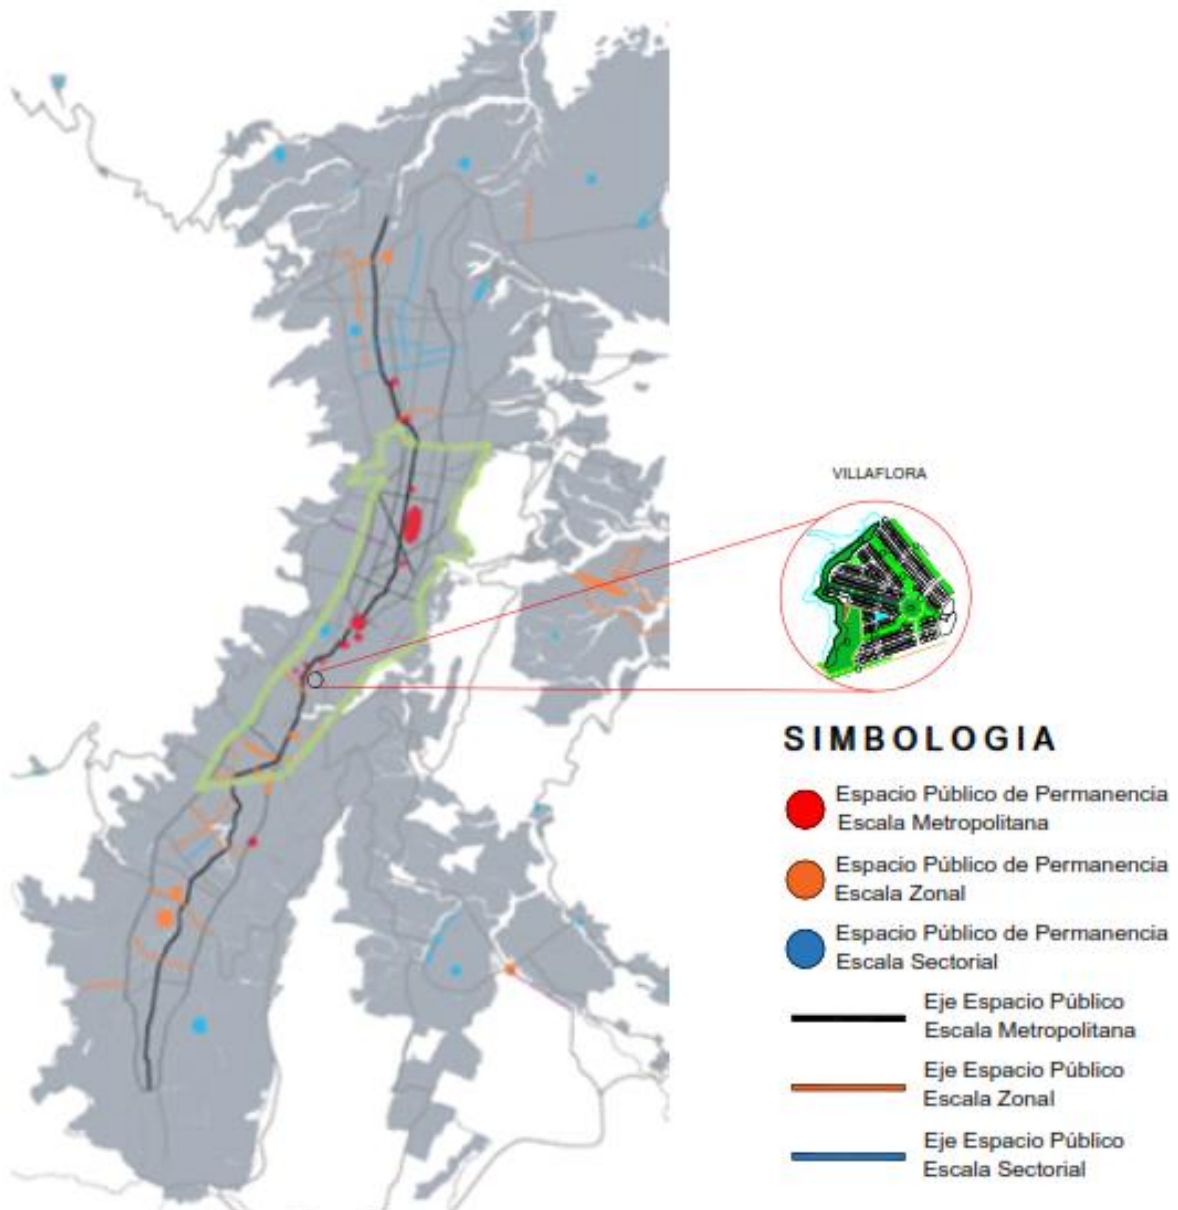 VILLAFLORA
SIMBOLOGIA
Espacio Público de Permanencia
Escala Metropolitana
Espacio Público de Permanencia
Escala Zonal
Espacio Público de Permanencia
Escala Sectorial
Eje Espacio Público
Escala Metropolitana
Eje Espacio Público
Escala Zonal
Eje Espacio Público
Escala Sectorial